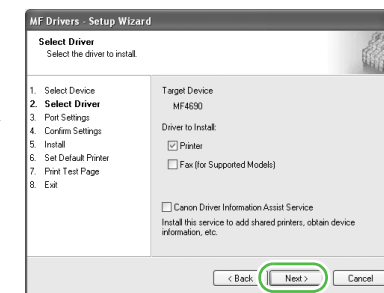 MF Drivers - Setup Wizard
Select Driver
Select the driver to install.
1. Select Device
2. Select Driver
3. Port Settings
4. Confirm Settings
5. Install
6. Set Default Printer
7. Print Test Page
8. Exit
Target Device
MF4690
Driver to Install:
Printer
Fax (for Supported Models)
Canon Driver Information Assist Service
Install this service to add shared printers, obtain device
information, etc.
< Back
Next >
Cancel